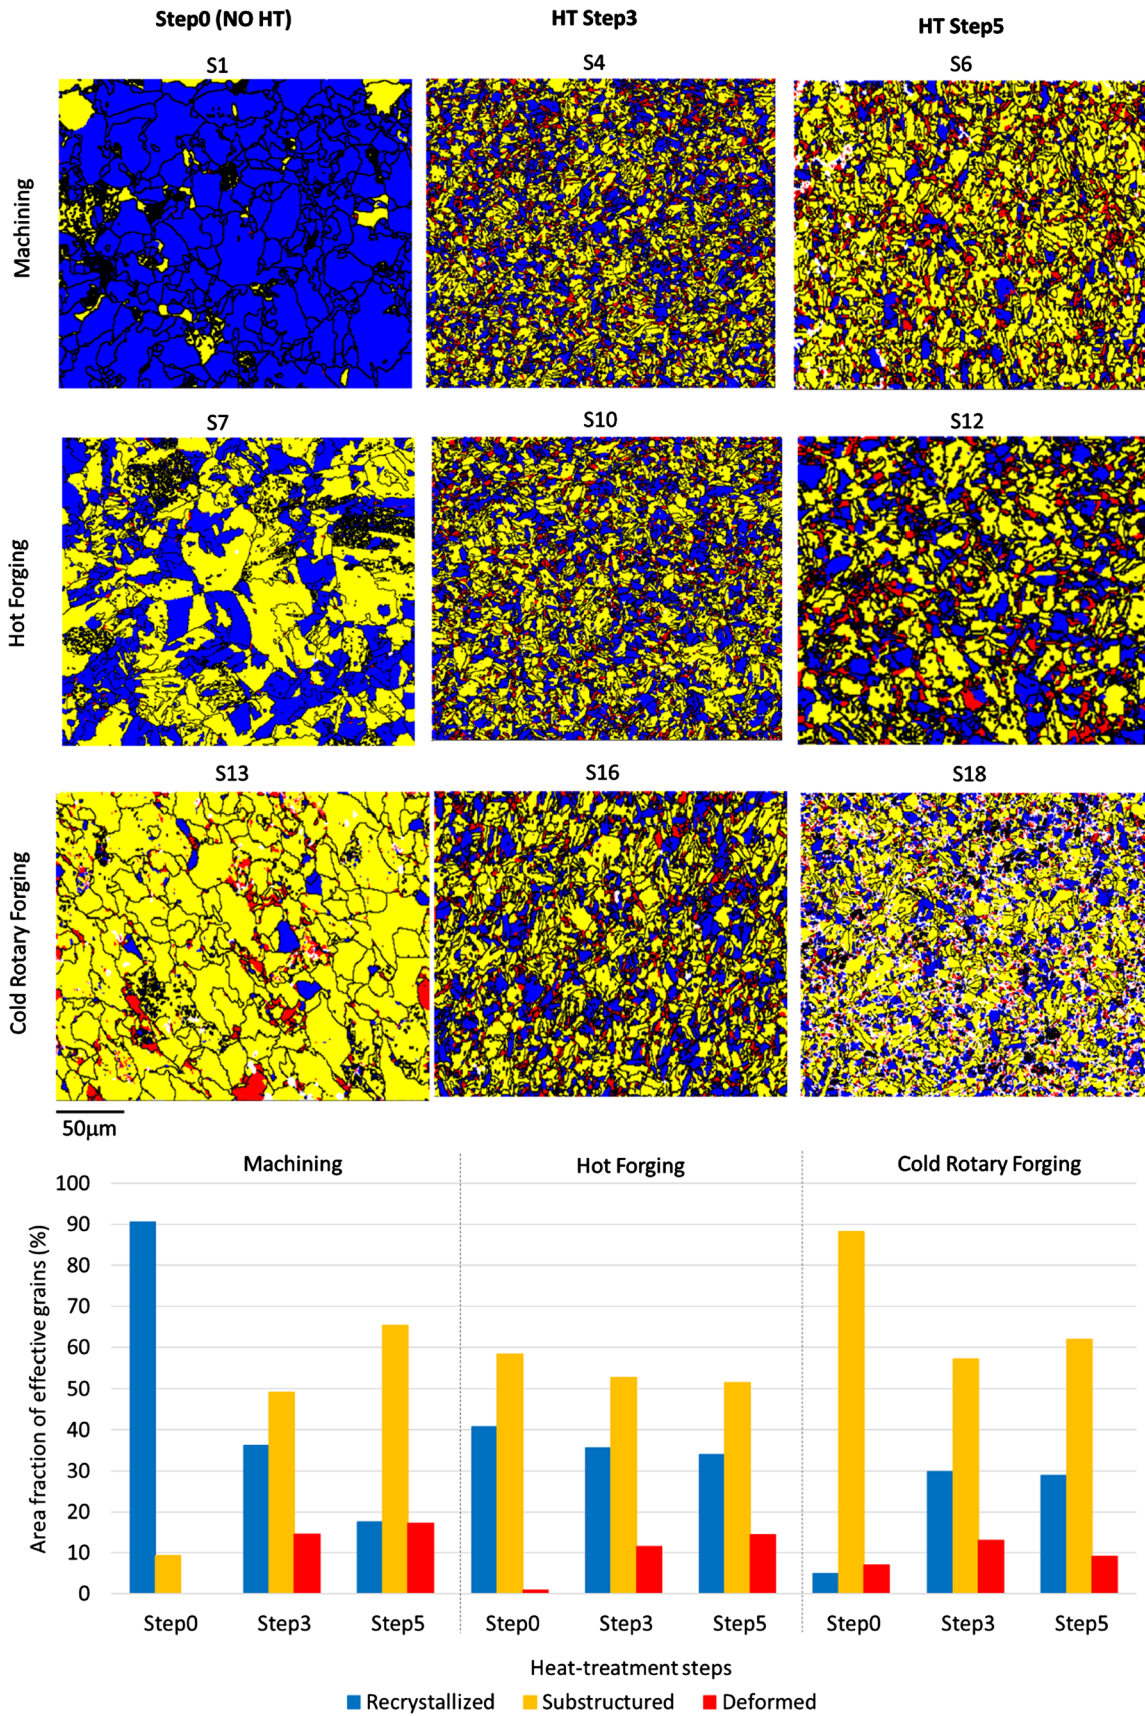 Step0 (NO HT)
HT Step3
HT Step5
S1
S4
S6
Machining
S7
S10
S12
Hot Forging
S13
S16
S18
Cold Rotary Forging
50μm
Machining
Hot Forging
Cold Rotary Forging
Area fraction of effective grains (%)
100
90
80
70
60
50
40
30
20
10
0
Step0 Step3 Step5 Step0 Step3 Step5 Step0 Step3 Step5
Heat-treatment steps
Recrystallized Substructured Deformed